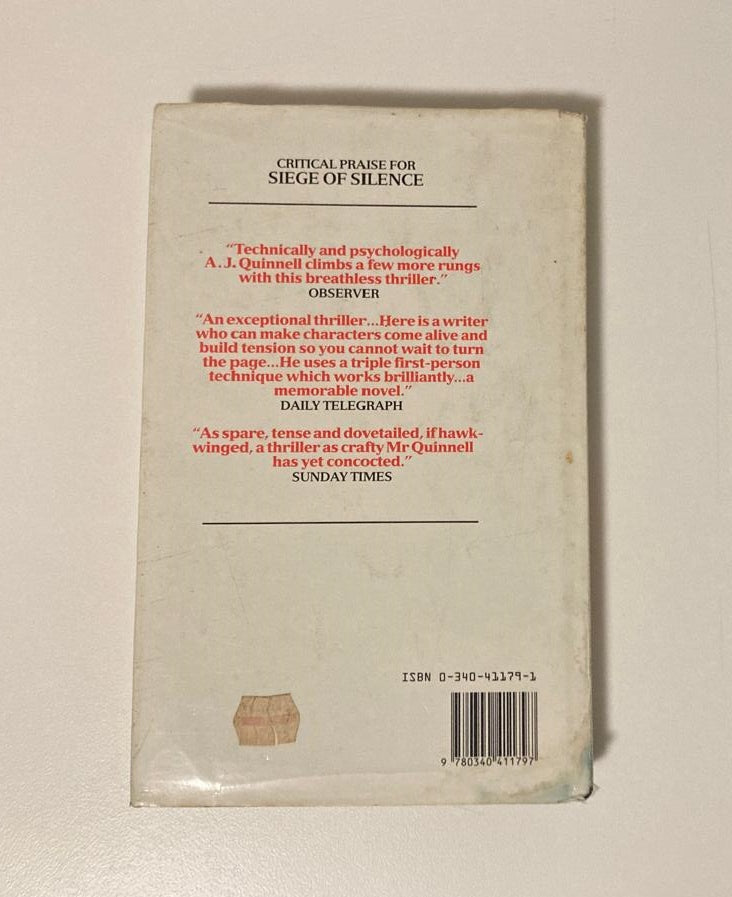 CRITICAL PRAISE FOR
SIEGE OF SILENCE
“Technically and psychologically
A.J. Quinnell climbs a few more rungs
with this breathless thriller.”
OBSERVER
“An exceptional thriller...Here is a writer
who can make characters come alive and
build tension so you cannot wait to turn
the page...He uses a triple first-person
technique which works brilliantly...a
memorable novel.”
DAILY TELEGRAPH
“As spare, tense and dovetailed, if hawk-
winged, a thriller as crafty Mr Quinnell
has yet concocted.”
SUNDAY TIMES
ISBN 0-340-41179-1
9 780340 411797